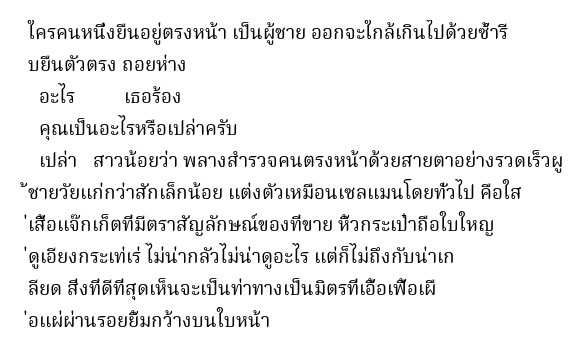 ใครคนหนึ่งยืนอยู่ตรงหน้า เป็นผู้ชาย ออกจะใกล้เกินไปด้วยซ้ำรี
บยืนตัวตรง ถอยห่าง
อะไร เธอร้อง
คุณเป็นอะไรหรือเปล่าครับ
เปล่า สาวน้อยว่า พลางสำรวจคนตรงหน้าด้วยสายตาอย่างรวดเร็วผู
้ชายวัยแก่กว่าสักเล็กน้อย แต่งตัวเหมือนเซลแมนโดยทั่วไป คือใส
่เสื้อแจ๊กเก็ตที่มีตราสัญลักษณ์ของที่ขาย หิ้วกระเป๋าถือใบใหญ่
่ดูเอียงกระเท่เร่ ไม่น่ากลัวไม่น่าดูอะไร แต่ก็ไม่ถึงกับน่าเก
ลียด สิ่งที่ดีที่สุดเห็นจะเป็นท่าทางเป็นมิตรที่เอื้อเฟื้อเผื
่อแผ่ผ่านรอยยิ้มกว้างบนใบหน้า